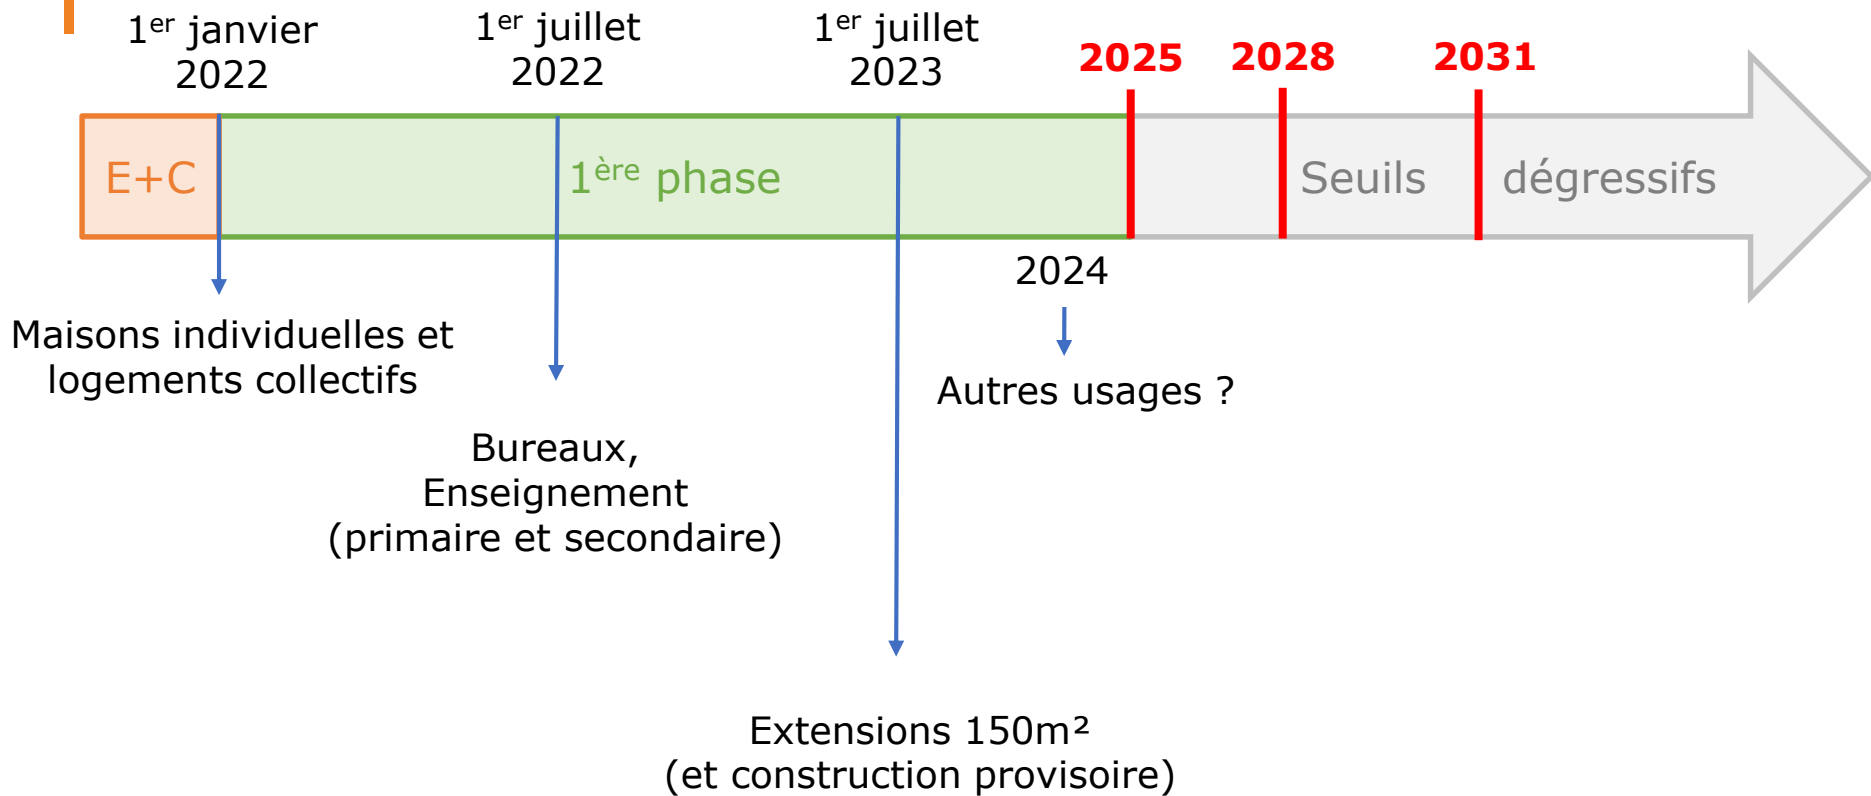 1er janvier
2022
1er juillet
2022
1er juillet
2023
2025
2028
2031
E+C
1ère phase
Seuils
dégressifs
2024
Maisons individuelles et
logements collectifs
Autres usages ?
Bureaux,
Enseignement
(primaire et secondaire)
Extensions 150m²
(et construction provisoire)